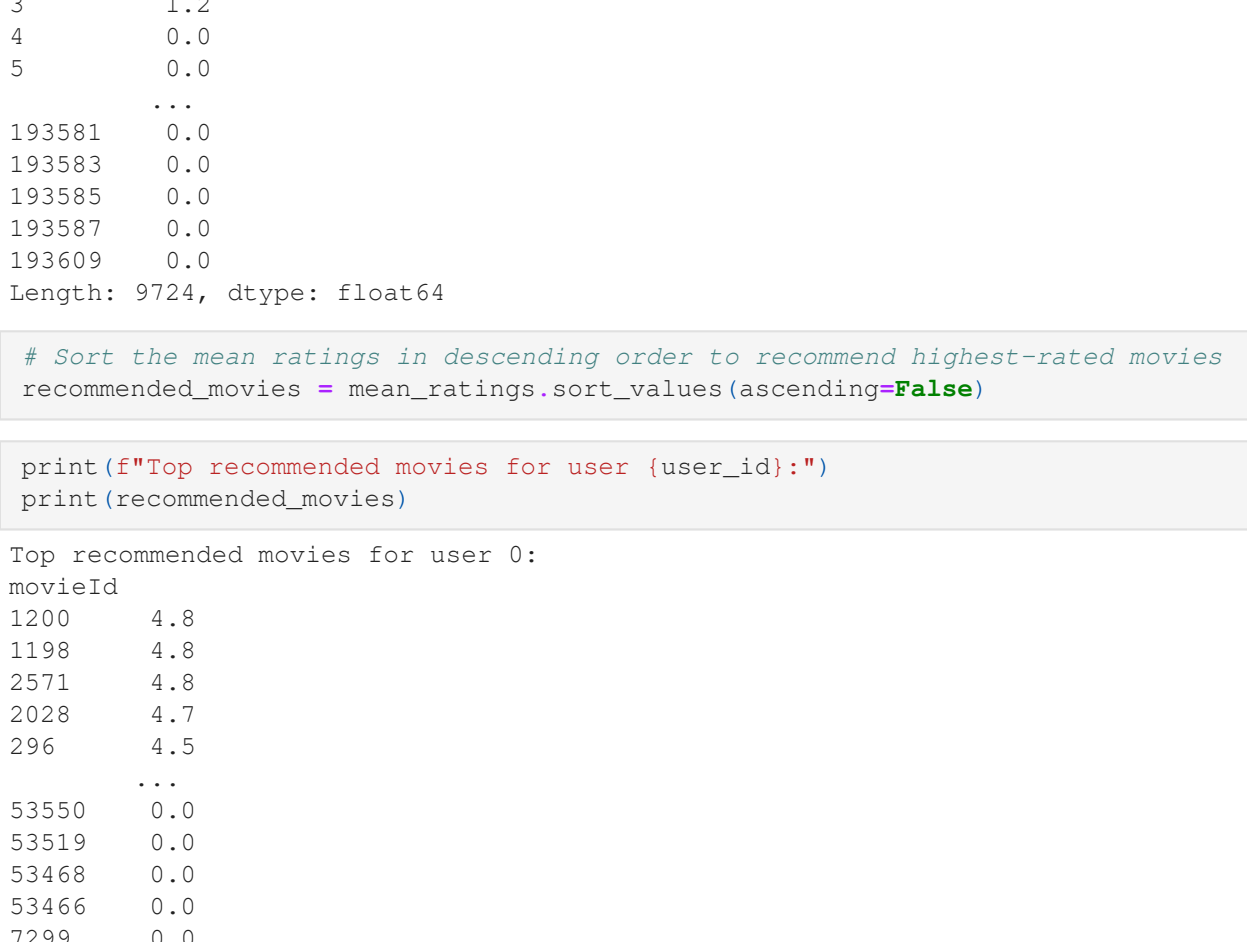 3 1.2
4 0.0
5 0.0
...
193581 0.0
193583 0.0
193585 0.0
193587 0.0
193609 0.0
Length: 9724, dtype: float64
# Sort the mean ratings in descending order to recommend highest-rated movies
recommended_movies = mean_ratings.sort_values(ascending=False)
print(f"Top recommended movies for user {user_id}:")
print(recommended_movies)
Top recommended movies for user 0:
movieId
1200 4.8
1198 4.8
2571 4.8
2028 4.7
296 4.5
...
53550 0.0
53519 0.0
53468 0.0
53466 0.0
7299 0.0